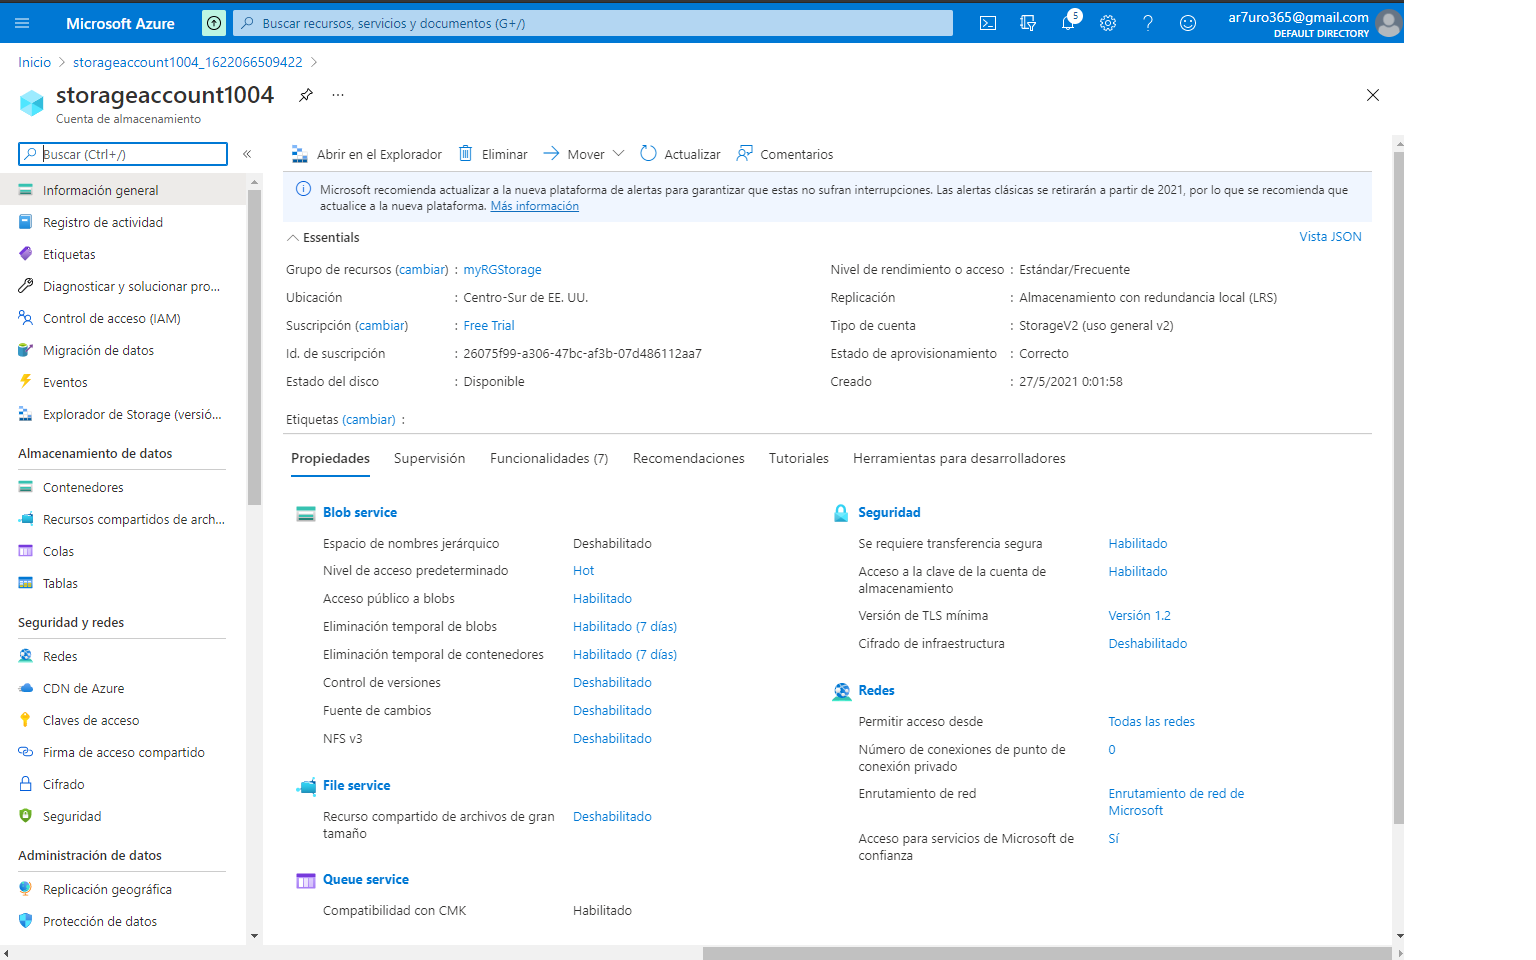 Microsoft Azure
Buscar recursos, servicios y documentos (G+/)
5
ar7uro365@gmail.com
DEFAULT DIRECTORY
Inicio > storageaccount1004_1622066509422 >
storageaccount1004
...
Cuenta de almacenamiento
Buscar (Ctrl+/)
«
Información general
Registro de actividad
Etiquetas
Diagnosticar y solucionar pro...
Control de acceso (IAM)
Migración de datos
Eventos
Explorador de Storage (versió...
Almacenamiento de datos
Contenedores
Recursos compartidos de arch...
Colas
Tablas
Seguridad y redes
Redes
CDN de Azure
Claves de acceso
Firma de acceso compartido
Cifrado
Seguridad
Administración de datos
Replicación geográfica
Protección de datos
Abrir en el Explorador
Eliminar
Mover
Actualizar
Comentarios
Microsoft recomienda actualizar a la nueva plataforma de alertas para garantizar que estas no sufran interrupciones. Las alertas clásicas se retirarán a partir de 2021, por lo que se recomienda que
actualice a la nueva plataforma. Más información
Essentials
Vista JSON
Grupo de recursos (cambiar) : myRGStorage
Ubicación : Centro-Sur de EE. UU.
Suscripción (cambiar) : Free Trial
Id. de suscripción : 26075f99-a306-47bc-af3b-07d486112aa7
Estado del disco : Disponible
Nivel de rendimiento o acceso : Estándar/Frecuente
Replicación : Almacenamiento con redundancia local (LRS)
Tipo de cuenta : StorageV2 (uso general v2)
Estado de aprovisionamiento : Correcto
Creado : 27/5/2021 0:01:58
Etiquetas (cambiar) :
Propiedades
Supervisión
Funcionalidades (7)
Recomendaciones
Tutoriales
Herramientas para desarrolladores
Blob service
Espacio de nombres jerárquico Deshabilitado
Nivel de acceso predeterminado Hot
Acceso público a blobs Habilitado
Eliminación temporal de blobs Habilitado (7 días)
Eliminación temporal de contenedores Habilitado (7 días)
Control de versiones Deshabilitado
Fuente de cambios Deshabilitado
NFS v3 Deshabilitado
File service
Recurso compartido de archivos de gran Deshabilitado
tamaño
Queue service
Compatibilidad con CMK Habilitado
Seguridad
Se requiere transferencia segura Habilitado
Acceso a la clave de la cuenta de Habilitado
almacenamiento
Versión de TLS mínima Versión 1.2
Cifrado de infraestructura Deshabilitado
Redes
Permitir acceso desde Todas las redes
Número de conexiones de punto de 0
conexión privado
Enrutamiento de red Enrutamiento de red de
Microsoft
Acceso para servicios de Microsoft de Sí
confianza